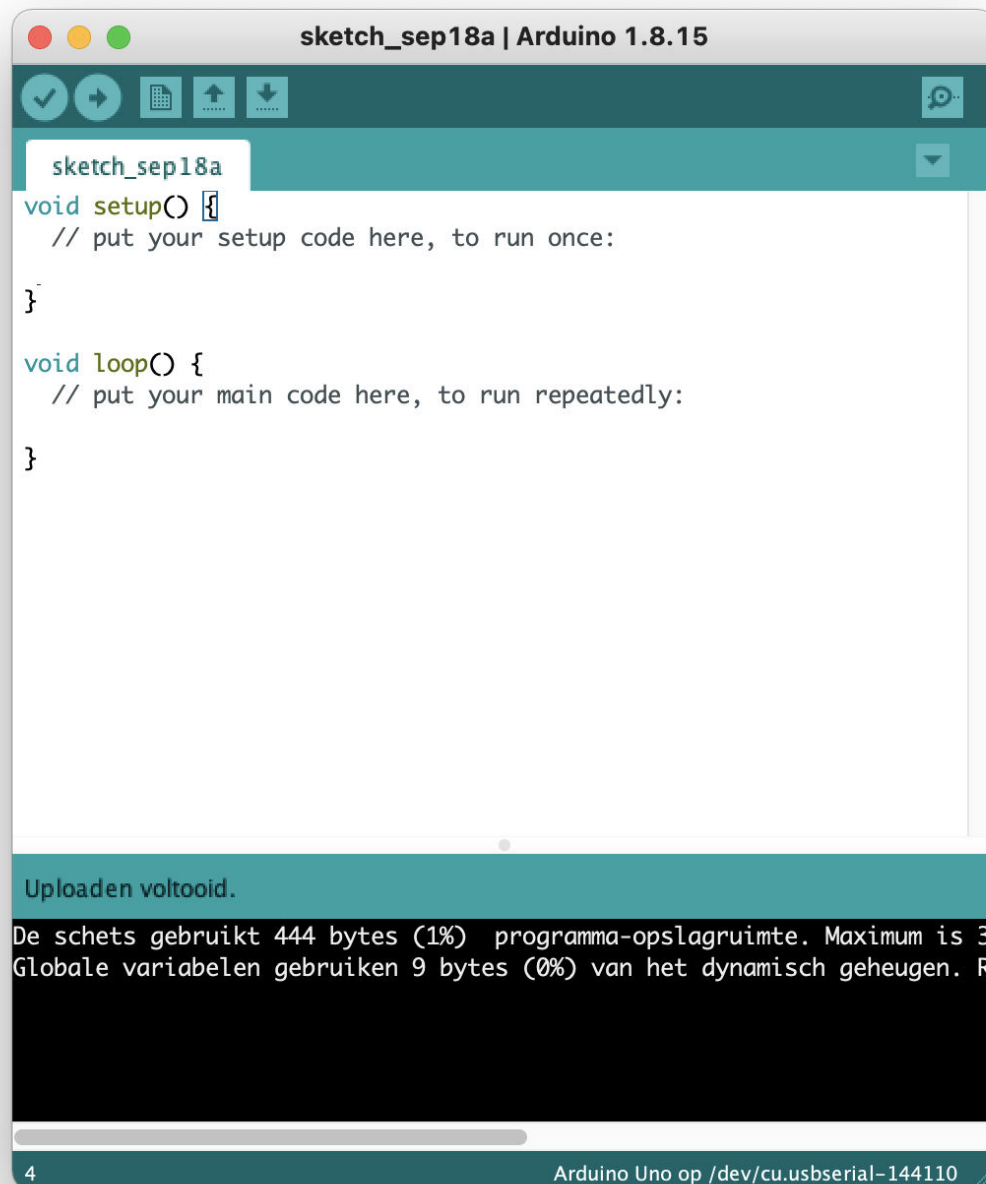 sketch_sep18a | Arduino 1.8.15
sketch_sep18a
void setup() {
  // put your setup code here, to run once:
}
void loop() {
  // put your main code here, to run repeatedly:
}
Uploaden voltooid.
De schets gebruikt 444 bytes (1%)  programma-opslagruimte. Maximum is 3
Globale variabelen gebruiken 9 bytes (0%) van het dynamisch geheugen. R
4 Arduino Uno op /dev/cu.usbserial-144110